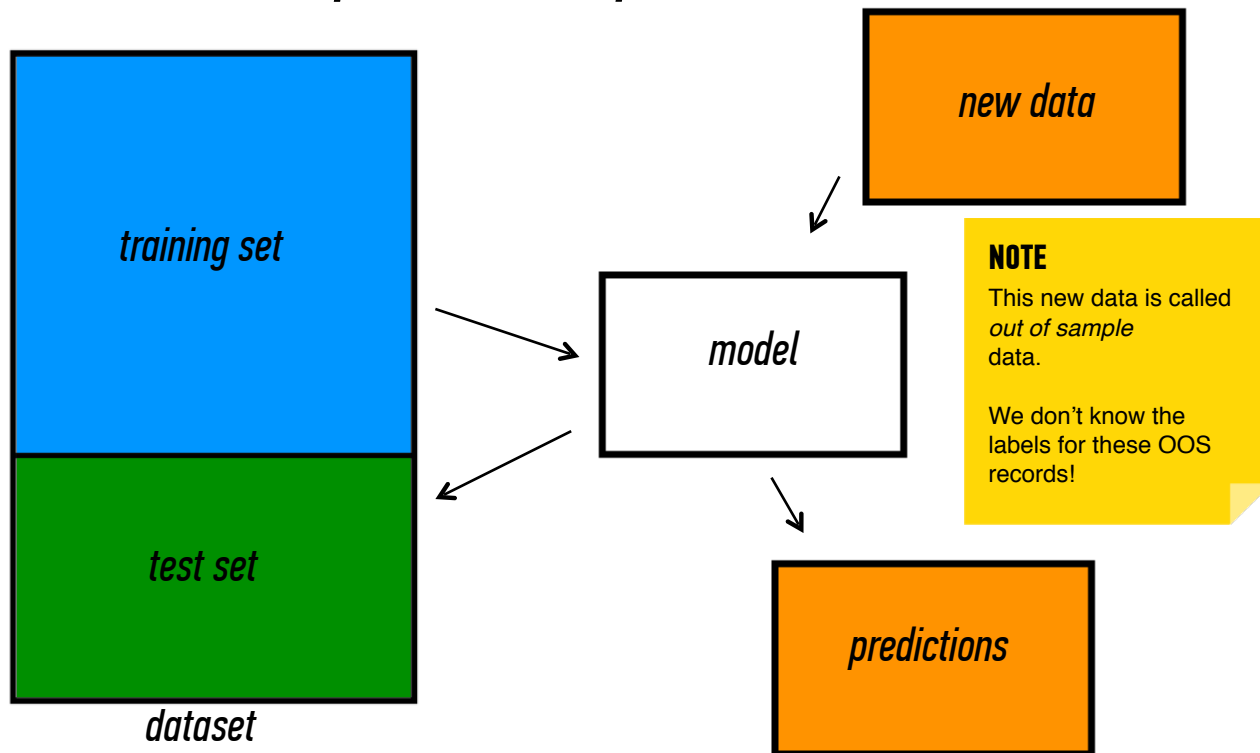 new data
training set
NOTE
This new data is called
out of sample
data.
We don’t know the
labels for these OOS
records!
model
test set
predictions
dataset